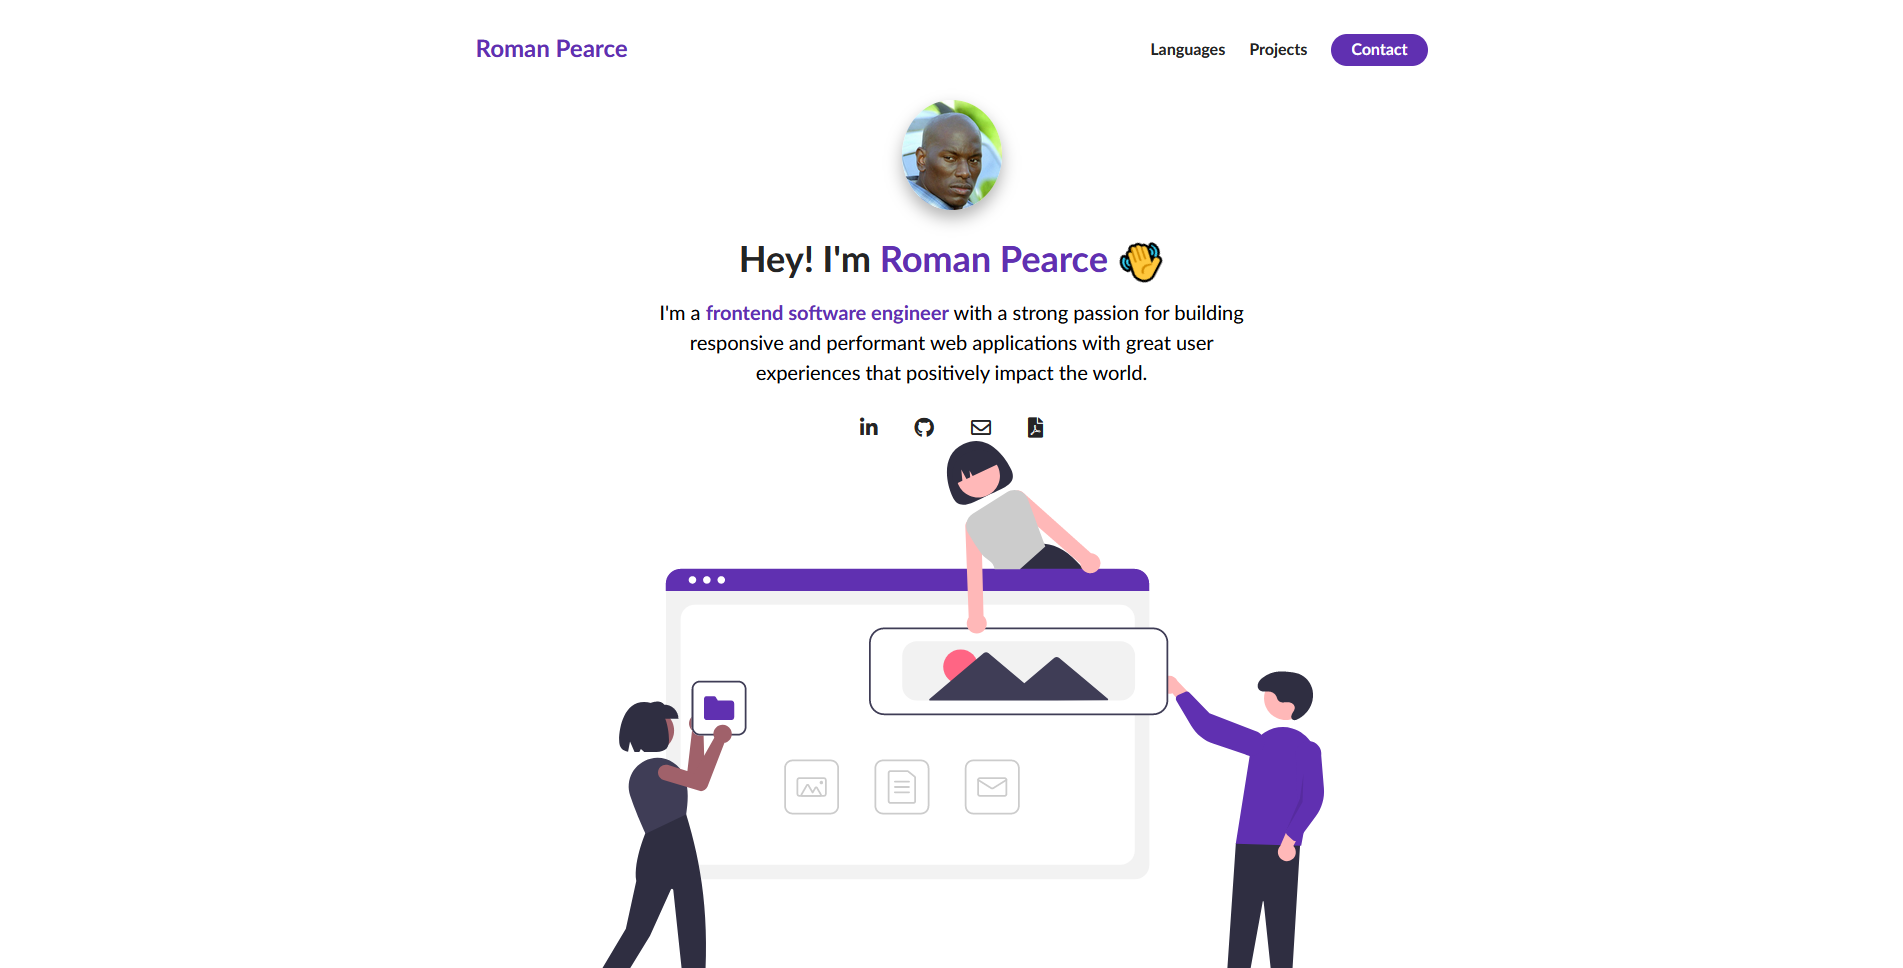 Roman Pearce
Languages
Projects
Contact
Hey! I'm Roman Pearce
I'm a frontend software engineer with a strong passion for building
responsive and performant web applications with great user
experiences that positively impact the world.